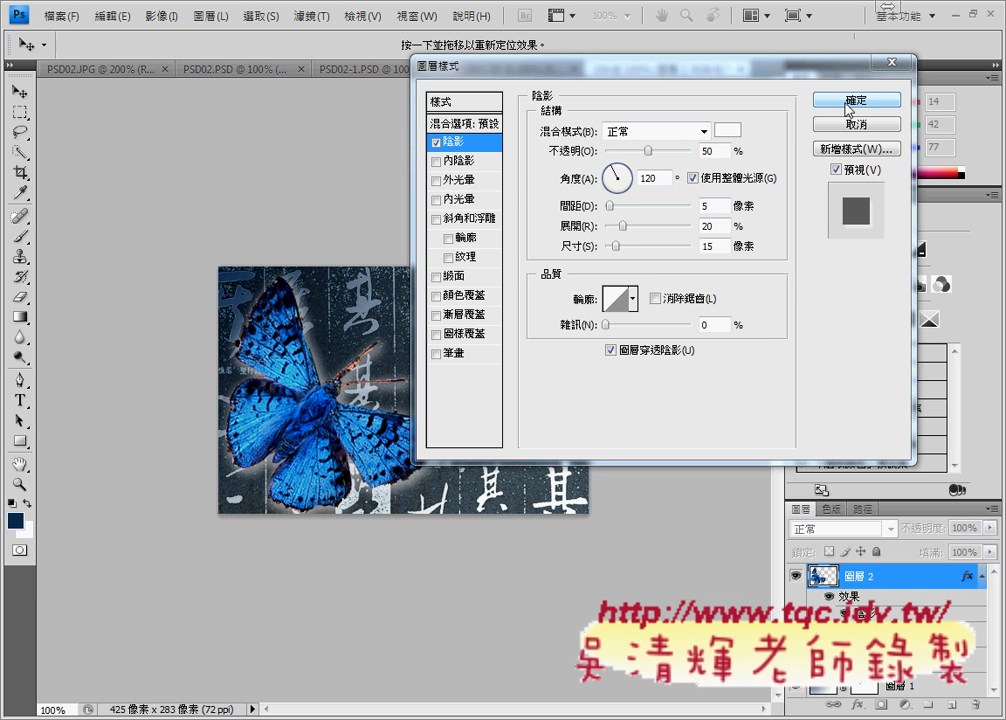 Ps 檔案(F) 編輯(E) 影像(I) 圖層(L) 選取(S) 濾鏡(T) 檢視(V) 視窗(W) 說明(H) Br 100% 基本功能
按一下並拖移以重新定位效果。
PSD02.JPG @ 200% (R... × PSD02.PSD @ 100% (... × PSD02-1.PSD @ 100
圖層樣式
樣式
混合選項: 預設
陰影
內陰影
外光暈
內光暈
斜角和浮雕
輪廓
紋理
緞面
顏色覆蓋
漸層覆蓋
圖樣覆蓋
筆畫
陰影
結構
混合模式(B): 正常
不透明(O): 50 %
角度(A): 120 ° 使用整體光源(G)
間距(D): 5 像素
展開(R): 20 %
尺寸(S): 15 像素
品質
輪廓: 消除鋸齒(L)
雜訊(N): 0 %
圖層穿透陰影(U)
確定
取消
新增樣式(W)...
預視(V)
14
42
77
圖層 色版 路徑
正常 不透明度: 100%
鎖定: 填滿: 100%
圖層 2 fx
效果
圖層 1
http://www.tqc.idv.tw/
吳清輝老師錄製
100% 425 像素 x 283 像素 (72 ppi)